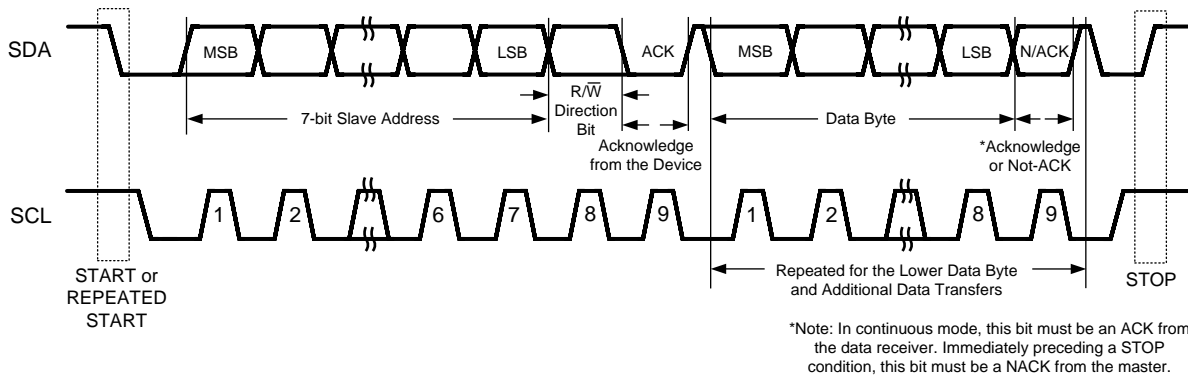 SDA
MSB
LSB
ACK
MSB
LSB
N/ACK
7-bit Slave Address
R/W̅
Direction
Bit
Acknowledge
from the Device
Data Byte
*Acknowledge
or Not-ACK
SCL
1
2
6
7
8
9
1
2
8
9
START or
REPEATED
START
Repeated for the Lower Data Byte
and Additional Data Transfers
STOP
*Note: In continuous mode, this bit must be an ACK from
the data receiver. Immediately preceding a STOP
condition, this bit must be a NACK from the master.